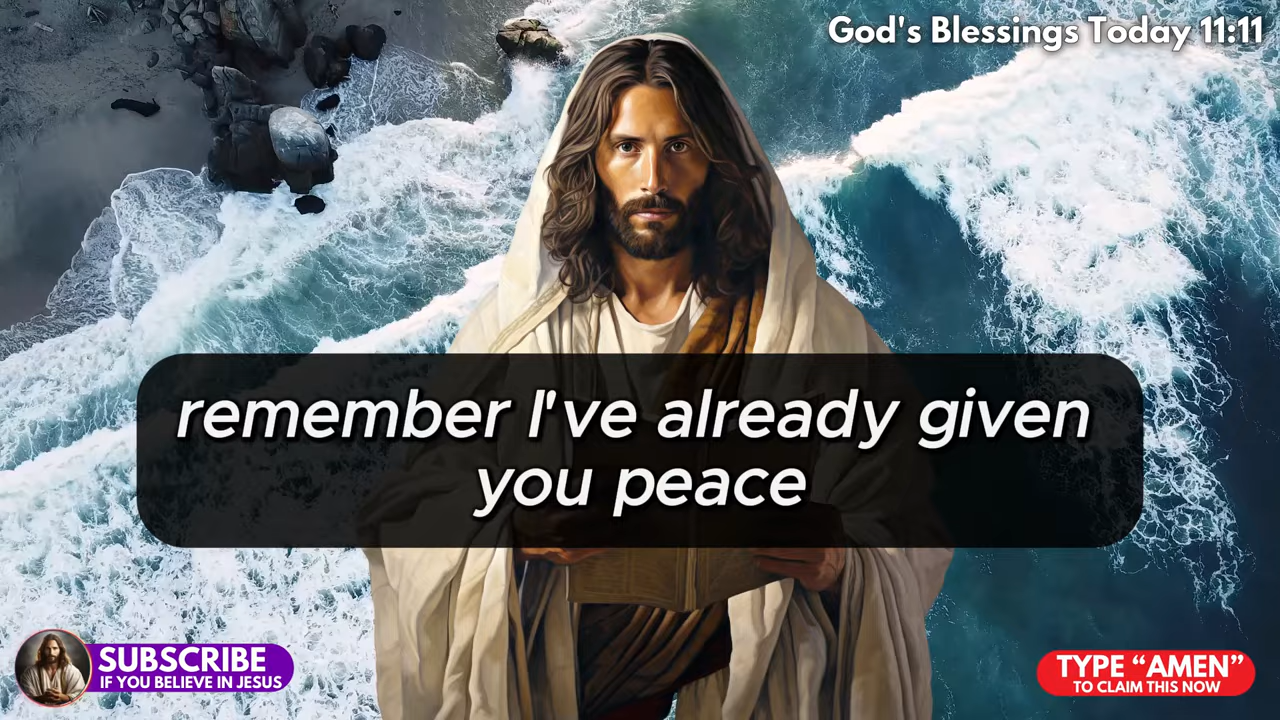 God's Blessings Today 11:11
remember I've already given
you peace
SUBSCRIBE
IF YOU BELIEVE IN JESUS
TYPE “AMEN”
TO CLAIM THIS NOW